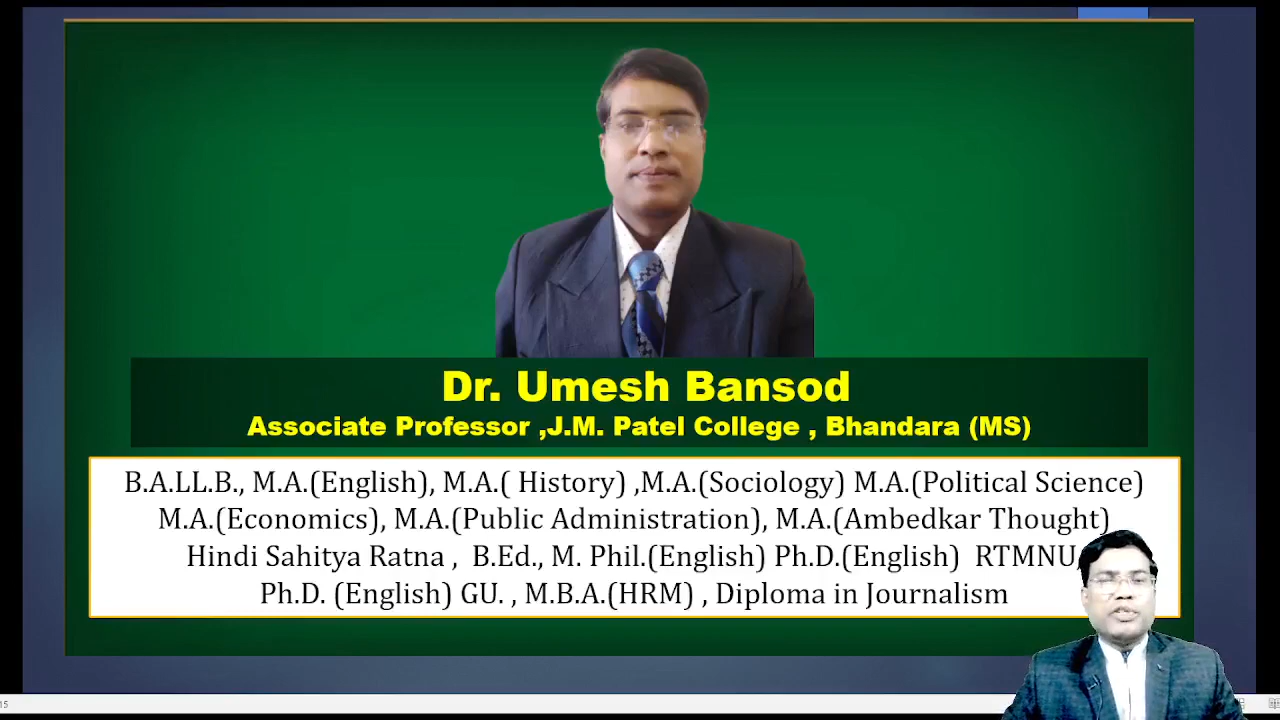 Dr. Umesh Bansod
Associate Professor ,J.M. Patel College , Bhandara (MS)
B.A.LL.B., M.A.(English), M.A.( History) ,M.A.(Sociology) M.A.(Political Science)
M.A.(Economics), M.A.(Public Administration), M.A.(Ambedkar Thought)
Hindi Sahitya Ratna , B.Ed., M. Phil.(English) Ph.D.(English) RTMNU,
Ph.D. (English) GU. , M.B.A.(HRM) , Diploma in Journalism
15